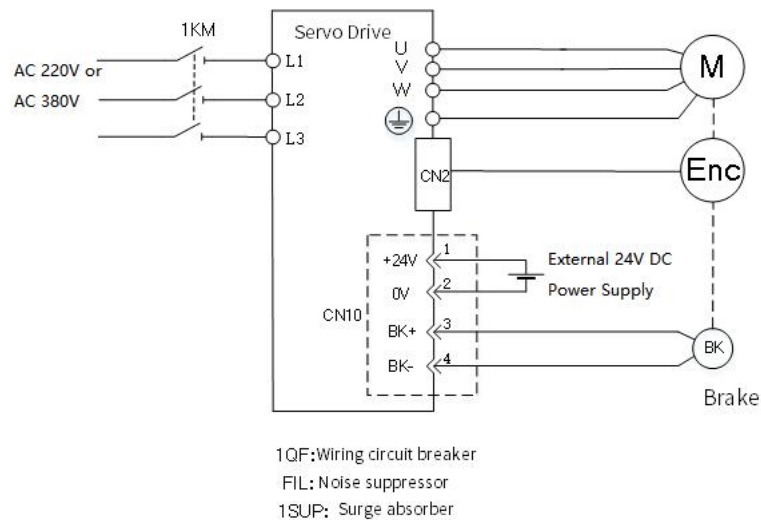 1KM
Servo Drive
AC 220V or
AC 380V
L1
L2
L3
U
V
W
M
CN2
Enc
CN10
+24V
1
0V
2
BK+
3
BK-
4
External 24V DC
Power Supply
BK
Brake
1QF:Wiring circuit breaker
FIL: Noise suppressor
1SUP: Surge absorber